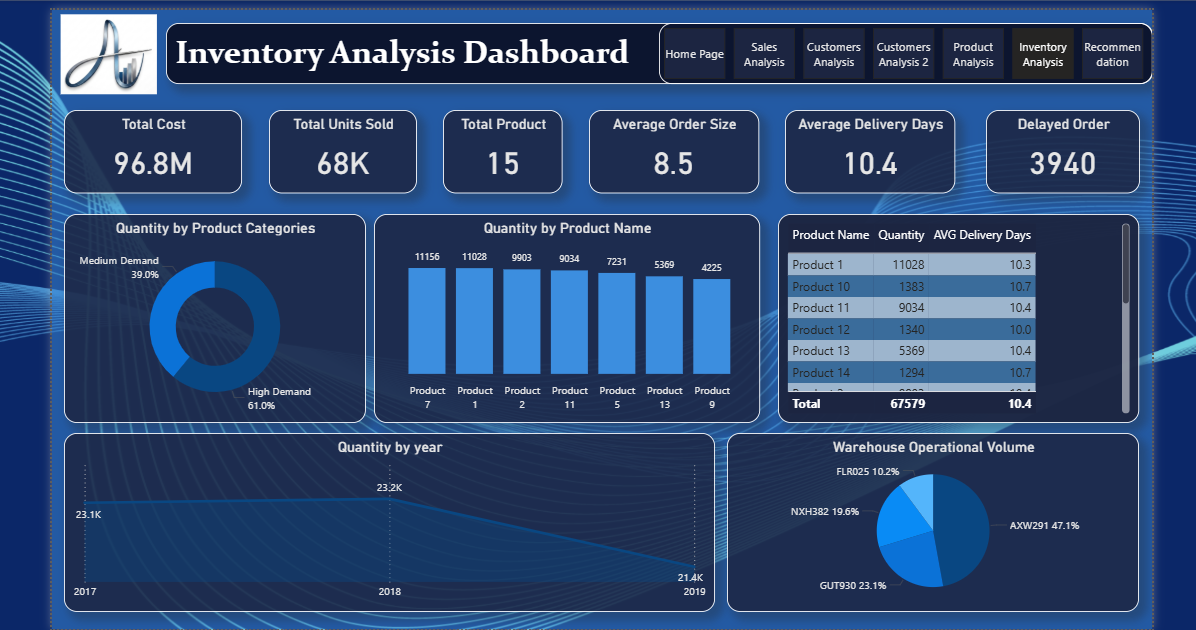 Inventory Analysis Dashboard
Home Page
Sales
Analysis
Customers
Analysis
Customers
Analysis 2
Product
Analysis
Inventory
Analysis
Recommen
dation
Total Cost
96.8M
Total Units Sold
68K
Total Product
15
Average Order Size
8.5
Average Delivery Days
10.4
Delayed Order
3940
Quantity by Product Categories
Medium Demand
39.0%
High Demand
61.0%
Quantity by Product Name
11156 11028 9903 9034 7231 5369 4225
Product Product Product Product Product Product Product
7 1 2 11 5 13 9
Product Name Quantity AVG Delivery Days
Product 1 11028 10.3
Product 10 1383 10.7
Product 11 9034 10.4
Product 12 1340 10.0
Product 13 5369 10.4
Product 14 1294 10.7
Total 67579 10.4
Quantity by year
23.1K
23.2K
21.4K
2017 2018 2019
Warehouse Operational Volume
FLR025 10.2%
NXH382 19.6%
AXW291 47.1%
GUT930 23.1%